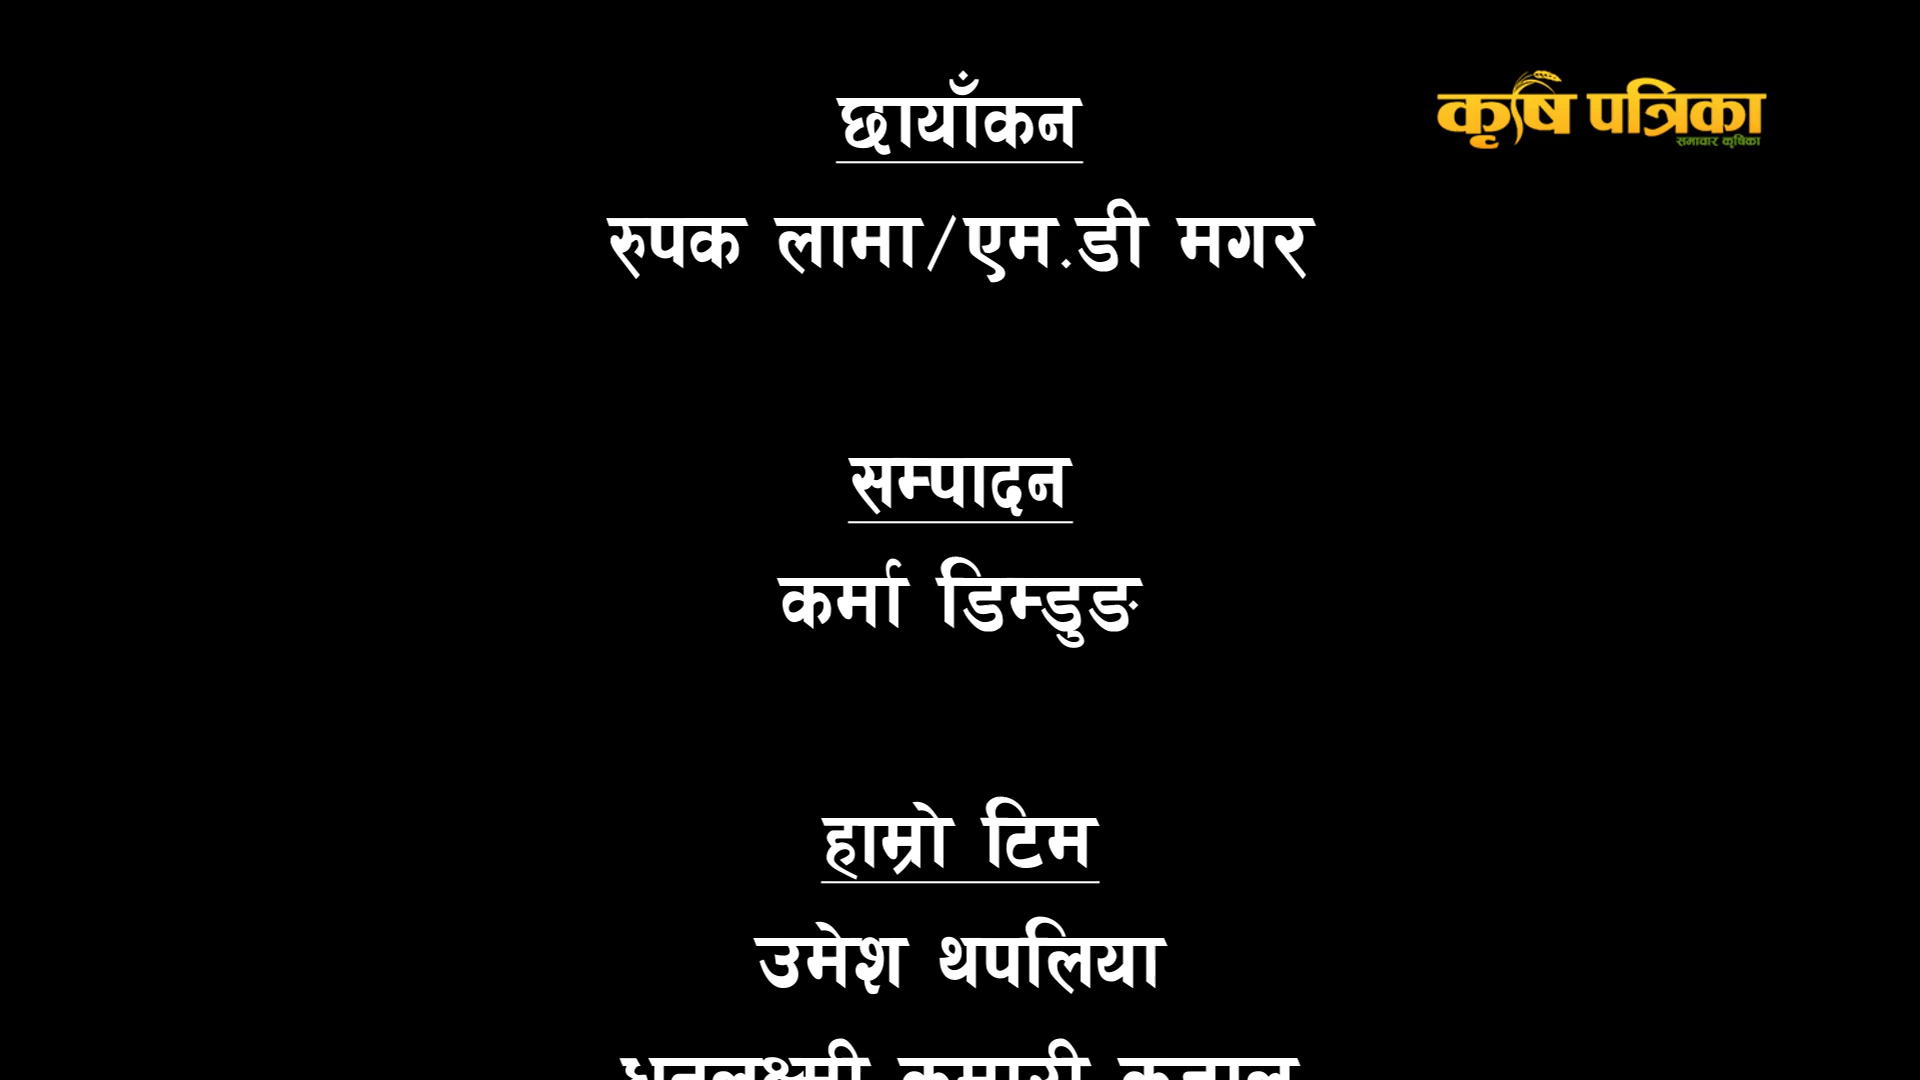 छायाँकन
कृषि पत्रिका
समाचार कृषिका
रुपक लामा/एम.डी मगर
सम्पादन
कर्मा डिम्डुङ
हाम्रो टिम
उमेश थपलिया